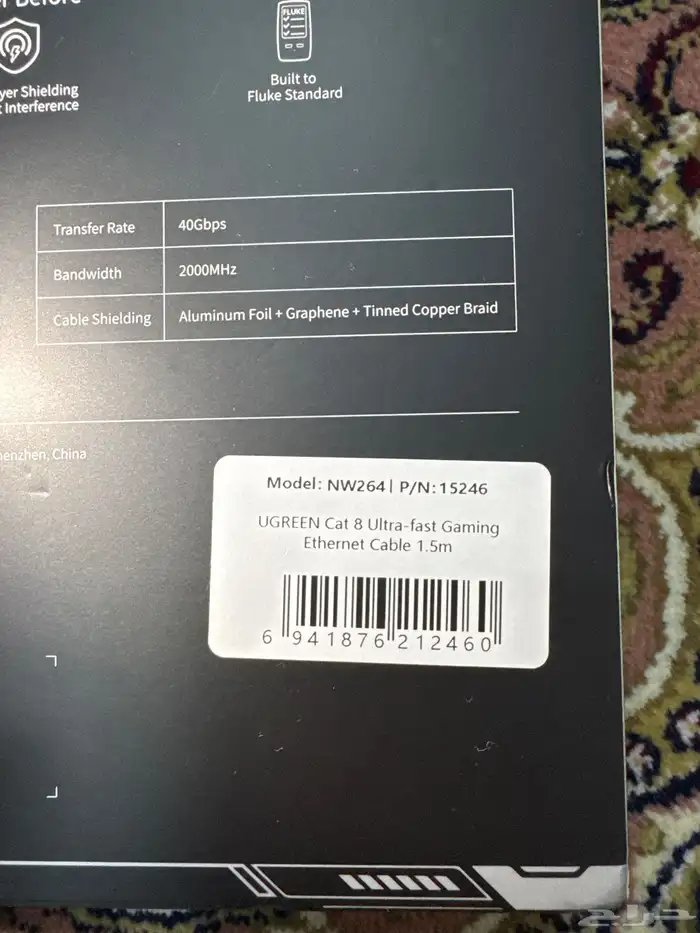 FLUKE
yer Shielding
Interference
Built to
Fluke Standard
Transfer Rate 40Gbps
Bandwidth 2000MHz
Cable Shielding Aluminum Foil + Graphene + Tinned Copper Braid
henzhen, China
Model: NW264 | P/N:15246
UGREEN Cat 8 Ultra-fast Gaming
Ethernet Cable 1.5m
6 941876 212460
حراج